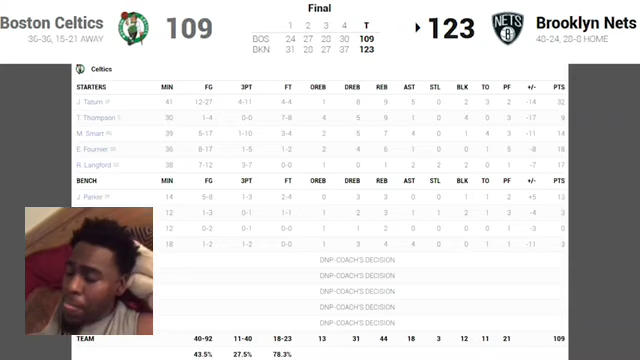 Final
Boston Celtics
36-36, 15-21 AWAY
109
1 2 3 4 T
BOS 24 27 28 30 109
BKN 31 28 27 37 123
123
NETS
B
Brooklyn Nets
48-24, 28-8 HOME
Celtics
STARTERS MIN FG 3PT FT OREB DREB REB AST STL BLK TO PF +/- PTS
J. Tatum 41 12-27 4-11 4-4 1 8 9 5 0 2 3 2 -14 32
T. Thompson 30 1-4 0-0 7-8 4 5 9 1 0 4 0 3 -17 9
M. Smart 39 5-17 1-10 3-4 2 5 7 4 0 1 4 3 -11 14
E. Fournier 36 8-17 1-5 1-2 2 4 6 1 0 0 1 5 -8 18
R. Langford 38 7-12 3-7 0-0 1 0 1 2 2 2 0 1 -7 17
BENCH MIN FG 3PT FT OREB DREB REB AST STL BLK TO PF +/- PTS
J. Parker 14 5-8 1-3 2-4 0 3 3 0 0 1 1 2 +5 13
12 1-3 0-1 1-1 1 2 3 1 1 2 1 3 -4 3
12 0-2 0-1 0-0 1 0 1 0 0 0 1 1 -3 0
18 1-2 1-2 0-0 1 3 4 4 0 0 1 -11 3
DNP-COACH'S DECISION
DNP-COACH'S DECISION
DNP-COACH'S DECISION
DNP-COACH'S DECISION
DNP-COACH'S DECISION
TEAM 40-92 11-40 18-23 13 31 44 18 3 12 11 21 109
43.5% 27.5% 78.3%